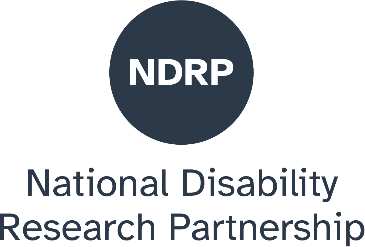 NDRP
National Disability
Research Partnership